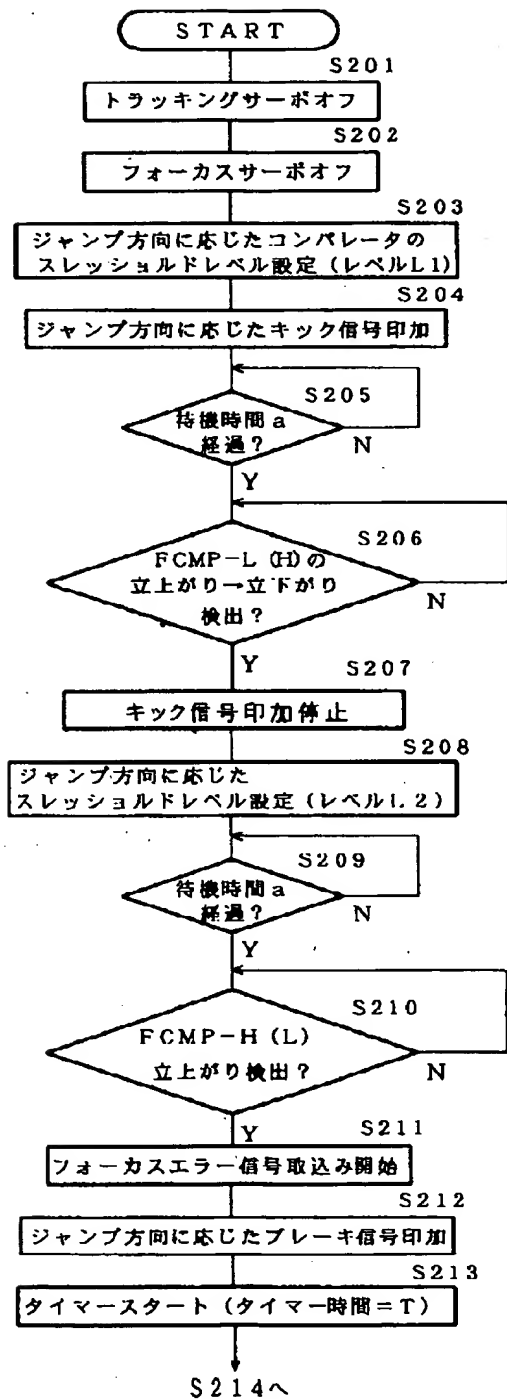 START
S201
トラッキングサーボオフ
S202
フォーカスサーボオフ
S203
ジャンプ方向に応じたコンパレータの
スレッショルドレベル設定(レベルL1)
S204
ジャンプ方向に応じたキック信号印加
S205
待機時間a
経過?
N
Y
S206
FCMP-L(H)の
立上がり→立下がり
検出?
N
Y
S207
キック信号印加停止
S208
ジャンプ方向に応じた
スレッショルドレベル設定(レベルL2)
S209
待機時間a
経過?
N
Y
S210
FCMP-H(L)
立上がり検出?
N
Y
S211
フォーカスエラー信号取込み開始
S212
ジャンプ方向に応じたブレーキ信号印加
S213
タイマースタート(タイマー時間=T)
S214へ